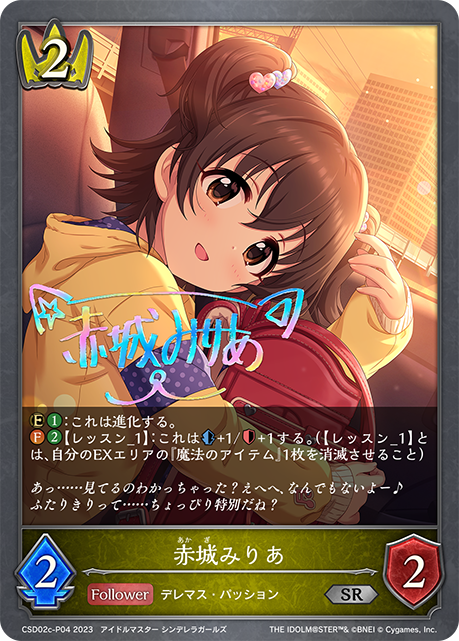 2
赤城みりあ
E 1:これは進化する。
F 2【レッスン_1】:これは+1/+1する。(【レッスン_1】と
は、自分のEXエリアの『魔法のアイテム』1枚を消滅させること)
あっ……見てるのわかっちゃった?えへへ、なんでもないよー♪
ふたりきりって……ちょっぴり特別だね?
あかぎ
赤城みりあ
2
Follower
デレマス・パッション
SR
2
CSD02c-P04 2023 アイドルマスター シンデレラガールズ
THE IDOLM@STER™& ©BNEI © Cygames, Inc.